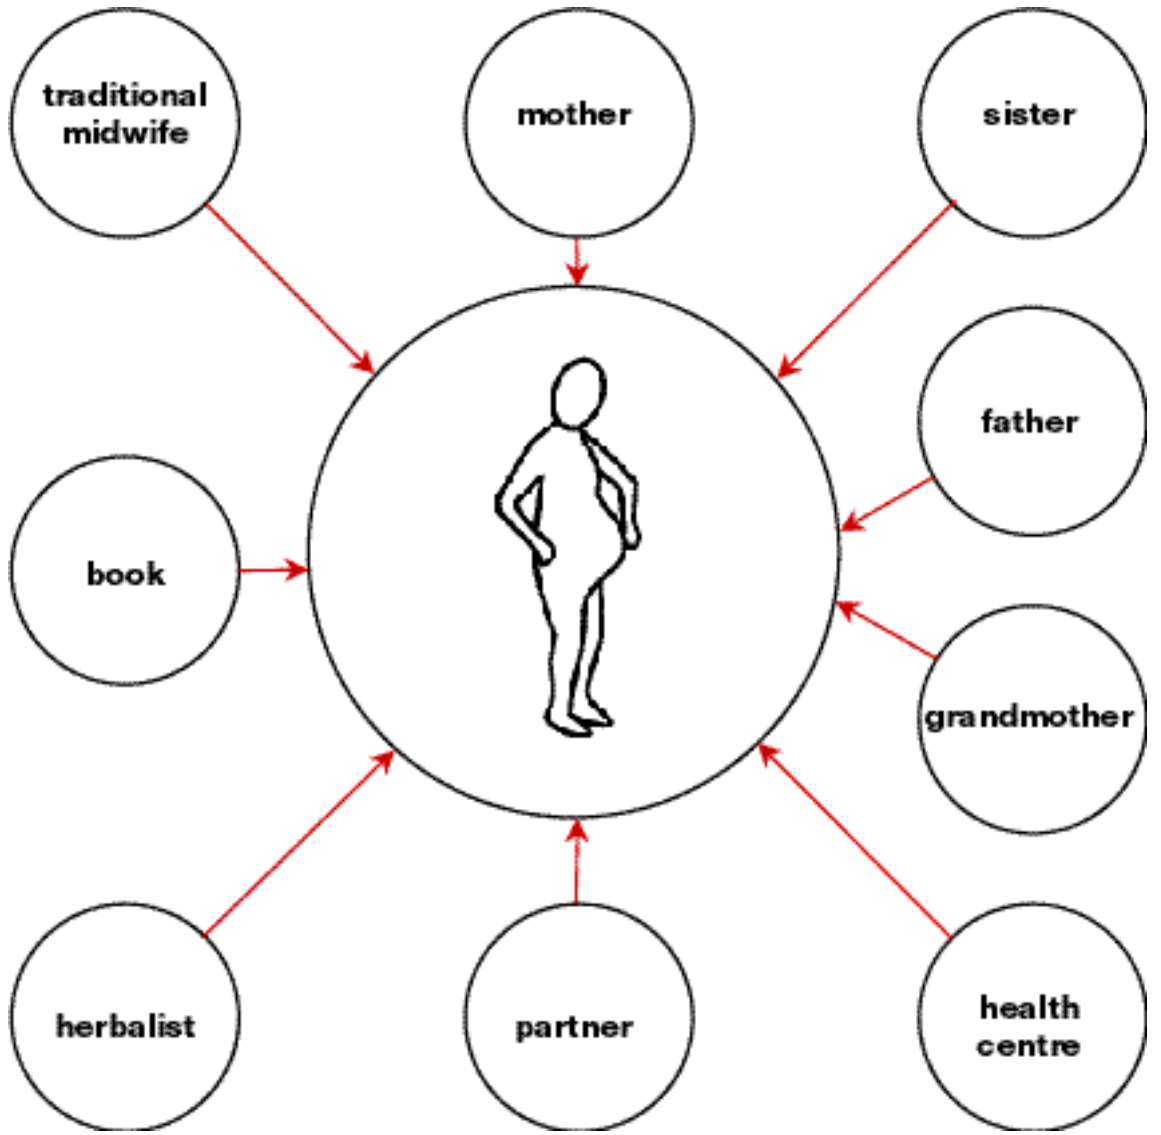 traditional
midwife
mother
sister
father
book
grandmother
herbalist
partner
health
centre